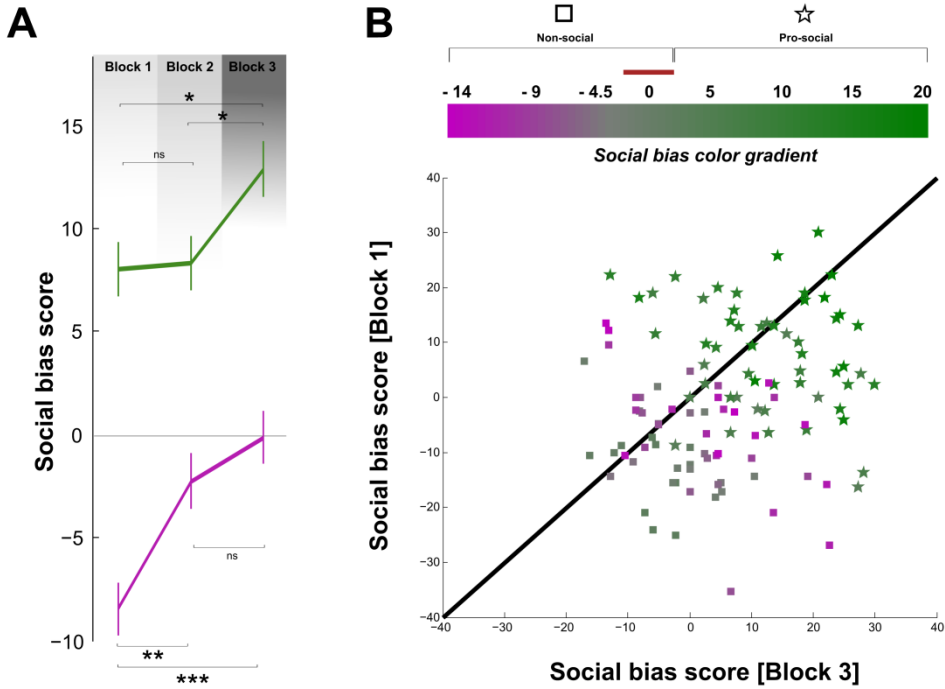 A
Block 1 Block 2 Block 3
*
*
ns
15
10
5
0
−5
−10
ns
**
***
Social bias score
B
Non-social Pro-social
- 14 - 9 - 4.5 0 5 10 15 20
Social bias color gradient
40
30
20
10
0
−10
−20
−30
−40
Social bias score [Block 1]
−40 −30 −20 −10 0 10 20 30 40
Social bias score [Block 3]